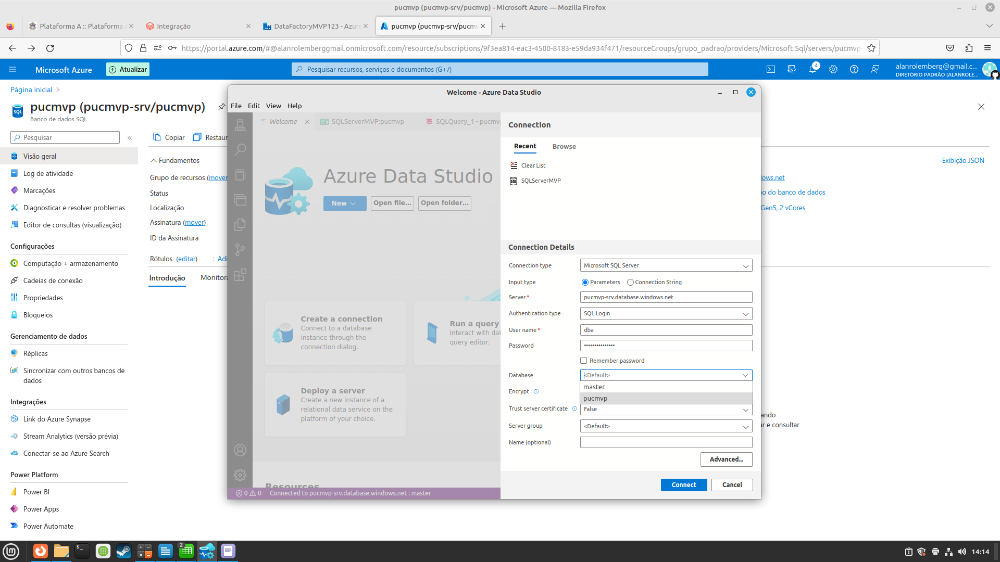 pucmvp (pucmvp-srv/pucmvp) - Microsoft Azure — Mozilla Firefox
Plataforma A :: Plataforma
Integração
DataFactoryMVP123 - Azure
pucmvp (pucmvp-srv/pucmv
https://portal.azure.com/#@alanrolemberggmail.onmicrosoft.com/resource/subscriptions/9f3ea814-eac3-4500-8183-e59da934f471/resourceGroups/grupo_padrao/providers/Microsoft.Sql/servers/pucmvp-
Microsoft Azure
Atualizar
Pesquisar recursos, serviços e documentos (G+/)
4
alanrolemberg@gmail.c...
DIRETÓRIO PADRÃO (ALANROLE...
Página inicial
pucmvp (pucmvp-srv/pucmvp)
Banco de dados SQL
Pesquisar
Copiar
Restaur
Visão geral
Log de atividade
Marcações
Diagnosticar e resolver problemas
Editor de consultas (visualização)
Configurações
Computação + armazenamento
Cadeias de conexão
Propriedades
Bloqueios
Gerenciamento de dados
Réplicas
Sincronizar com outros bancos de
dados
Integrações
Link do Azure Synapse
Stream Analytics (versão prévia)
Conectar-se ao Azure Search
Power Platform
Power BI
Power Apps
Power Automate
Fundamentos
Exibição JSON
Grupo de recursos (mover
Status
Localização
Assinatura (mover)
ID da Assinatura
Rótulos (editar) : Adi
Introdução
Monitora
ows.net
o do banco de dados
Gen5, 2 vCores
ando
ar e consultar
Welcome - Azure Data Studio
File Edit View Help
Welcome
SQLServerMVP:pucmvp
SQLQuery_1 - pucmvp
Azure Data Studio
New
Open file...
Open folder...
Create a connection
Connect to a database
instance through the
connection dialog.
Run a query
Interact with dat
query editor.
Deploy a server
Create a new instance of a
relational data service on the
platform of your choice.
Resources
0 0 Connected to pucmvp-srv.database.windows.net : master
Connection
Recent
Browse
Clear List
SQLServerMVP
Connection Details
Connection type
Microsoft SQL Server
Input type
Parameters
Connection String
Server*
pucmvp-srv.database.windows.net
Authentication type
SQL Login
User name*
dba
Password
•••••••••••••••
Remember password
Database
<Default>
master
pucmvp
Encrypt
Trust server certificate
False
Server group
<Default>
Name (optional)
Advanced...
Connect
Cancel
2
14:14